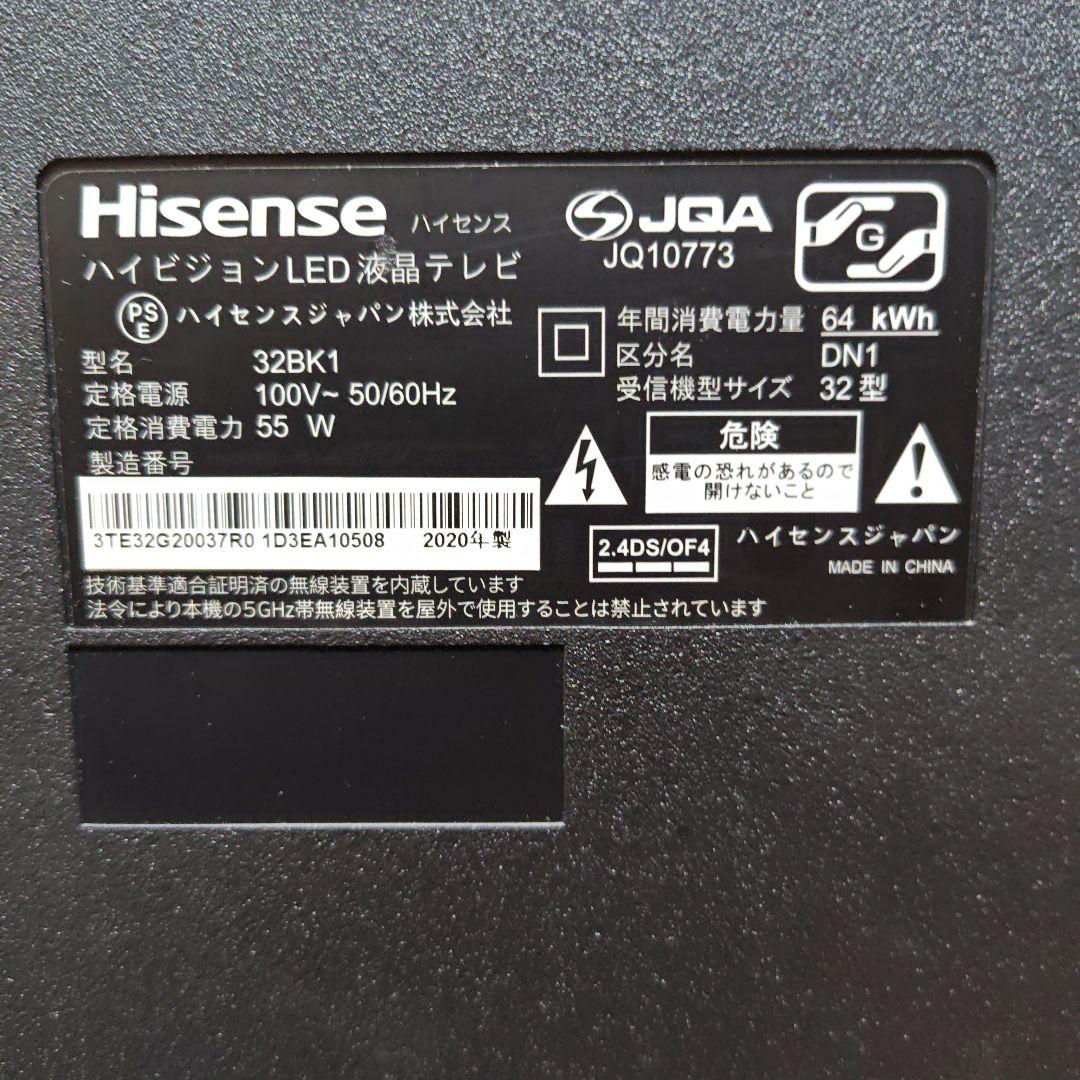 Hisense ハイセンス
ハイビジョンLED 液晶テレビ
PSE ハイセンスジャパン株式会社
型名 32BK1
定格電源 100V~ 50/60Hz
定格消費電力 55 W
製造番号
3TE32G20037R0 1D3EA10508 2020年製
JQA
JQ10773
G
年間消費電力量 64 kWh
区分名 DN1
受信機型サイズ 32型
危険
感電の恐れがあるので
開けないこと
2.4DS/OF4
ハイセンスジャパン
MADE IN CHINA
技術基準適合証明済の無線装置を内蔵しています
法令により本機の5GHz帯無線装置を屋外で使用することは禁止されています